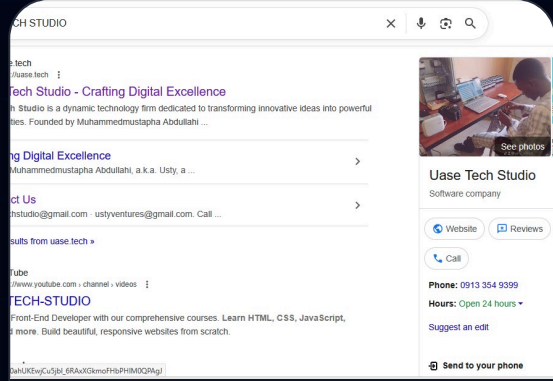 CH STUDIO
e.tech
://uase.tech
Tech Studio - Crafting Digital Excellence
h Studio is a dynamic technology firm dedicated to transforming innovative ideas into powerful
ties. Founded by Muhammedmustapha Abdullahi ...
ng Digital Excellence
Muhammedmustapha Abdullahi, a.k.a. Usty, a ...
ct Us
hstudio@gmail.com · ustyventures@gmail.com. Call ...
sults from uase.tech »
Tube
://www.youtube.com › channel › videos
TECH-STUDIO
Front-End Developer with our comprehensive courses. Learn HTML, CSS, JavaScript,
d more. Build beautiful, responsive websites from scratch.
See photos
Uase Tech Studio
Software company
Website
Reviews
Call
Phone: 0913 354 9399
Hours: Open 24 hours
Suggest an edit
Send to your phone